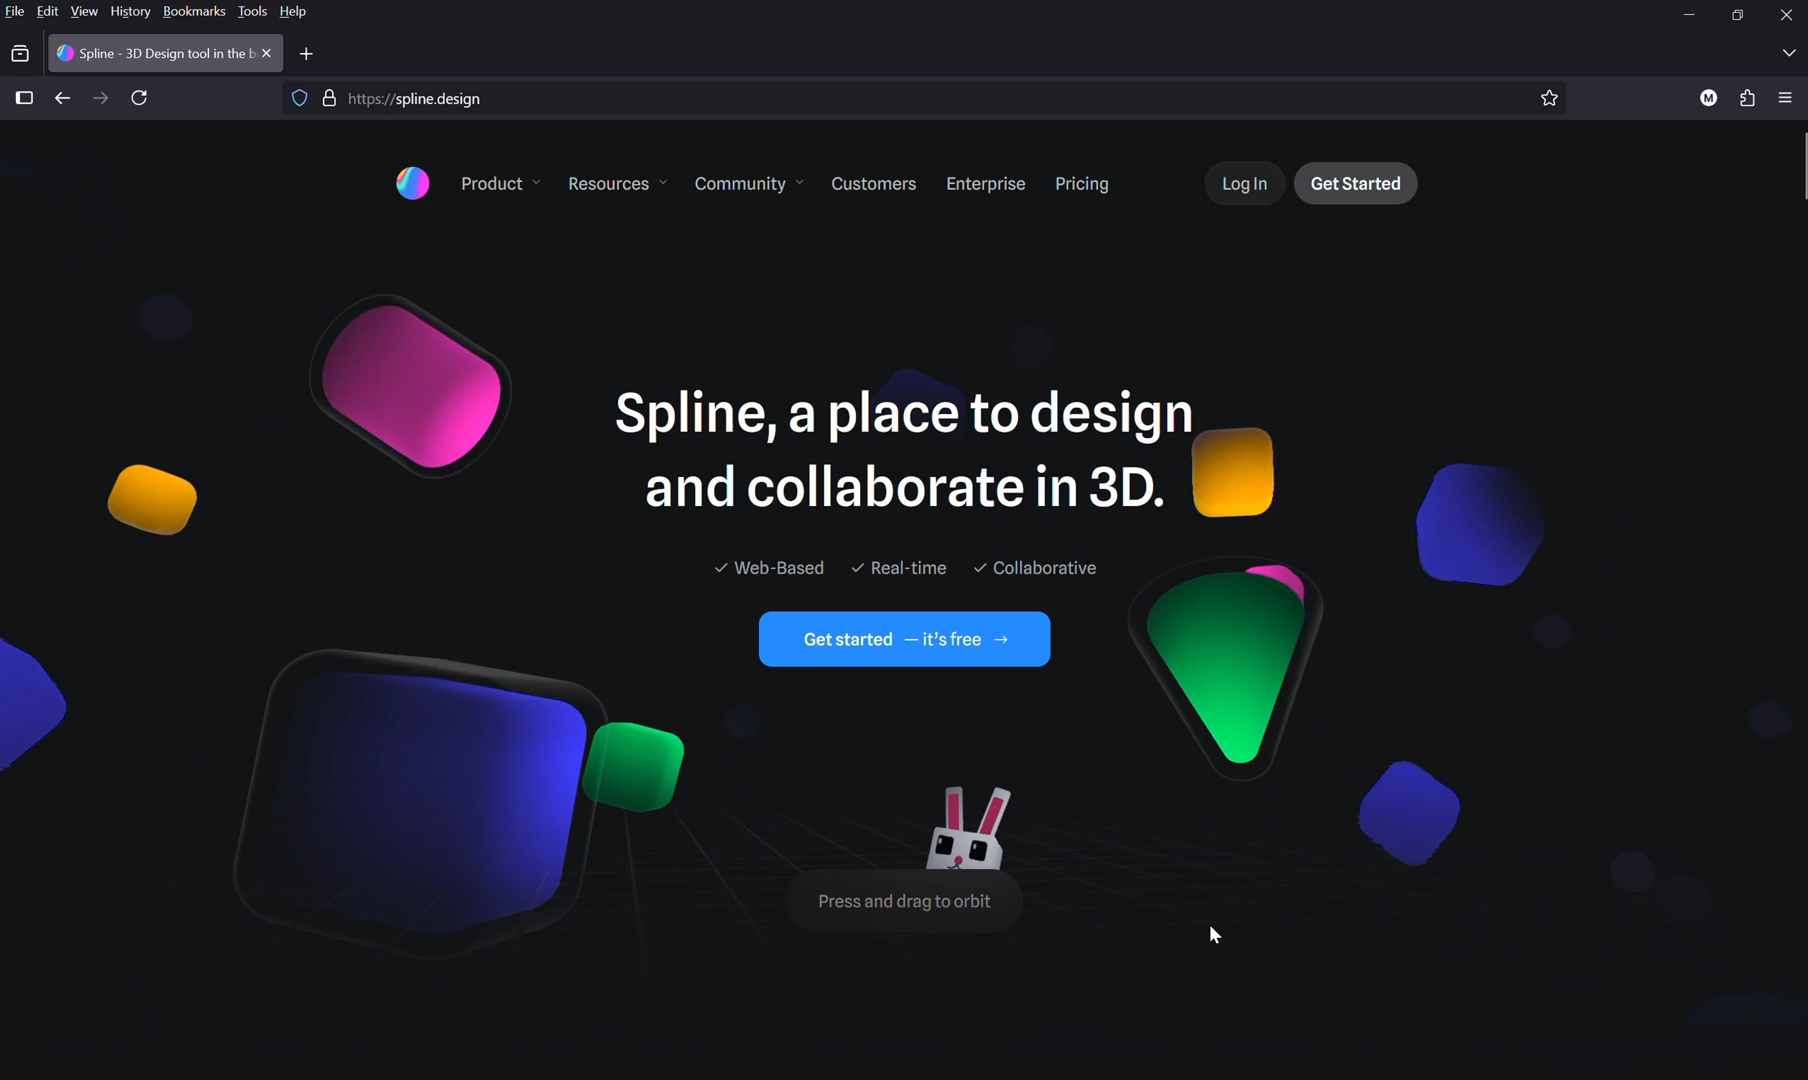 File Edit View History Bookmarks Tools Help
Spline - 3D Design tool in the b
https://spline.design
M
Product Resources Community Customers Enterprise Pricing Log In Get Started
Spline, a place to design
and collaborate in 3D.
✓ Web-Based ✓ Real-time ✓ Collaborative
Get started — it's free →
Press and drag to orbit